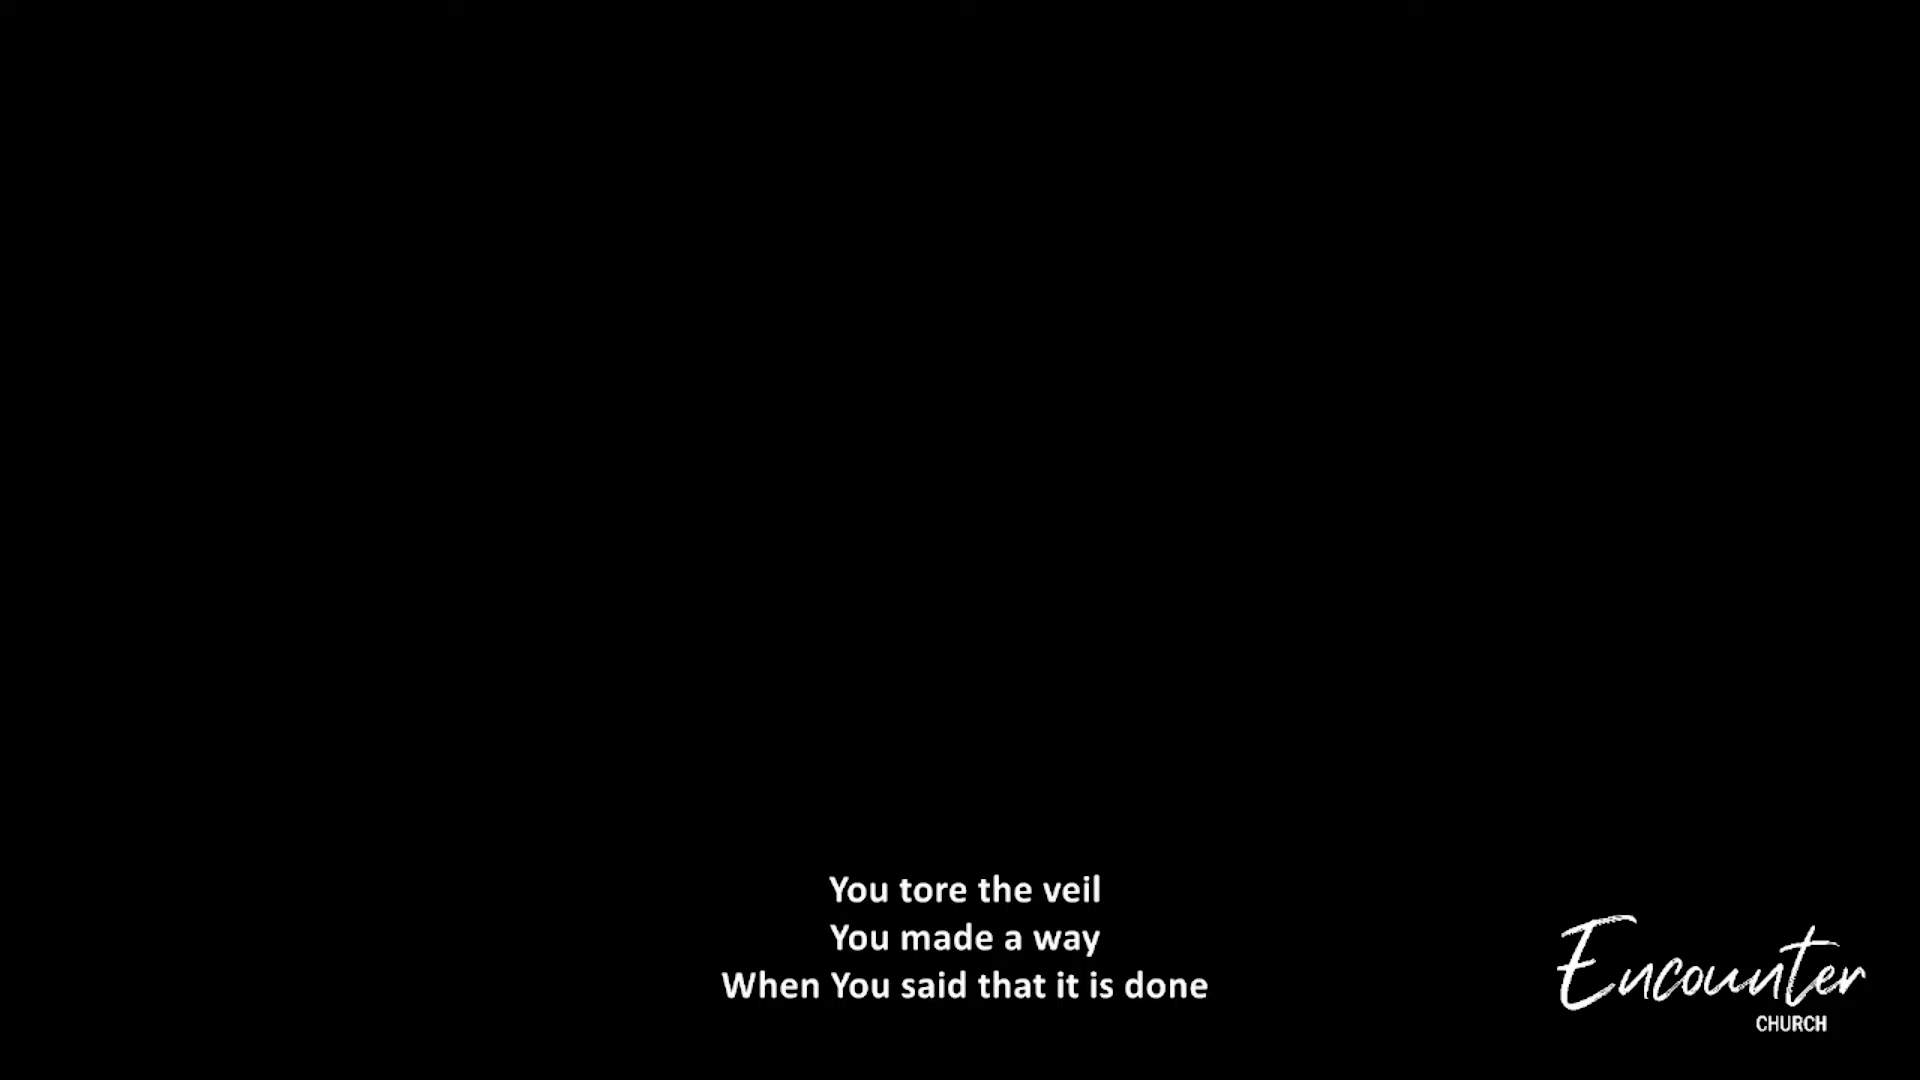 You tore the veil
You made a way
When You said that it is done
Encounter
CHURCH